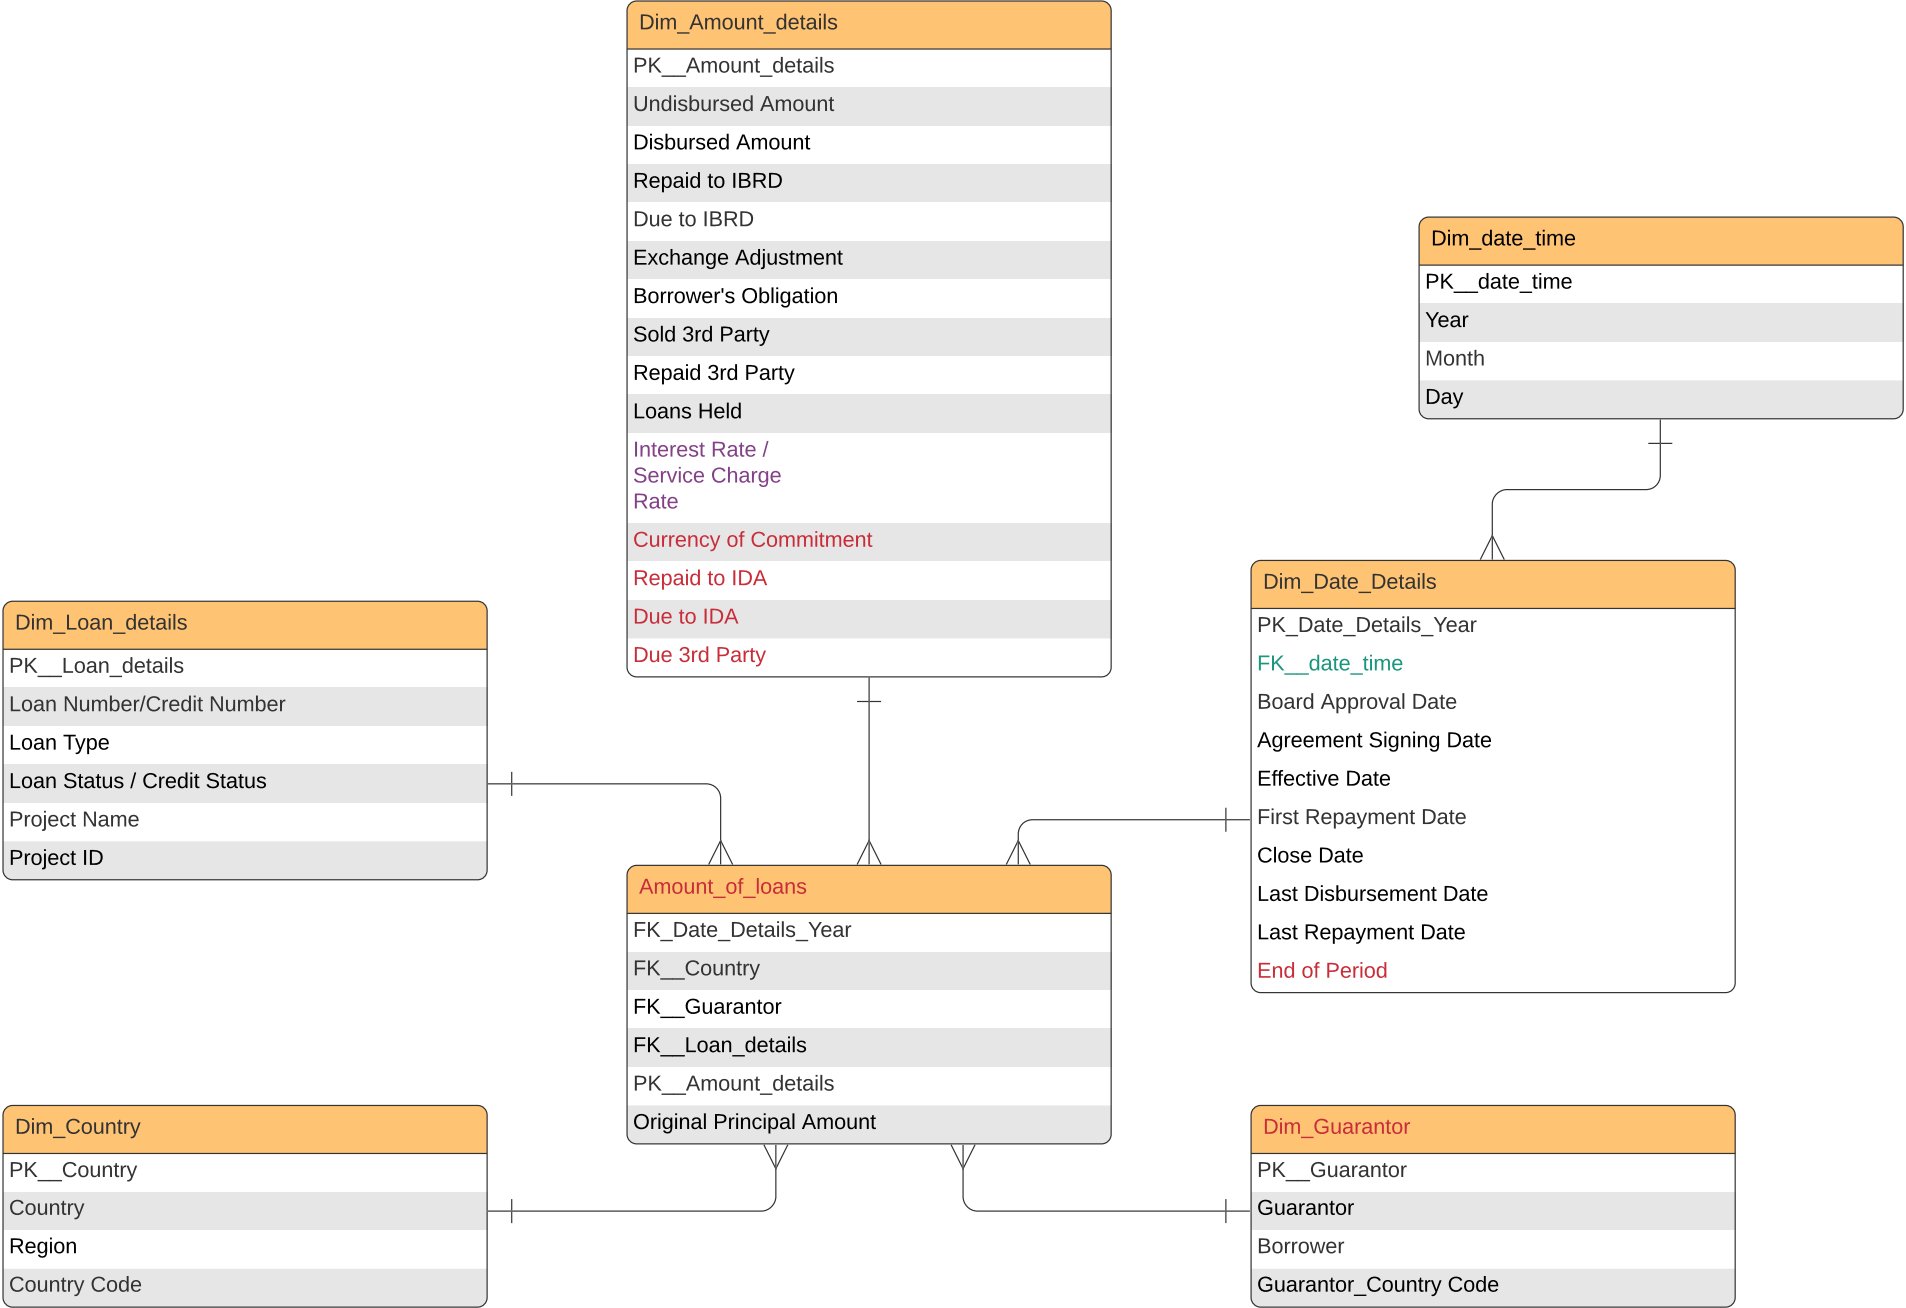 Dim_Amount_details
PK__Amount_details
Undisbursed Amount
Disbursed Amount
Repaid to IBRD
Due to IBRD
Exchange Adjustment
Borrower's Obligation
Sold 3rd Party
Repaid 3rd Party
Loans Held
Interest Rate /
Service Charge
Rate
Currency of Commitment
Repaid to IDA
Due to IDA
Due 3rd Party
Dim_date_time
PK__date_time
Year
Month
Day
Dim_Loan_details
PK__Loan_details
Loan Number/Credit Number
Loan Type
Loan Status / Credit Status
Project Name
Project ID
Dim_Date_Details
PK_Date_Details_Year
FK__date_time
Board Approval Date
Agreement Signing Date
Effective Date
First Repayment Date
Close Date
Last Disbursement Date
Last Repayment Date
End of Period
Amount_of_loans
FK_Date_Details_Year
FK__Country
FK__Guarantor
FK__Loan_details
PK__Amount_details
Original Principal Amount
Dim_Country
PK__Country
Country
Region
Country Code
Dim_Guarantor
PK__Guarantor
Guarantor
Borrower
Guarantor_Country Code